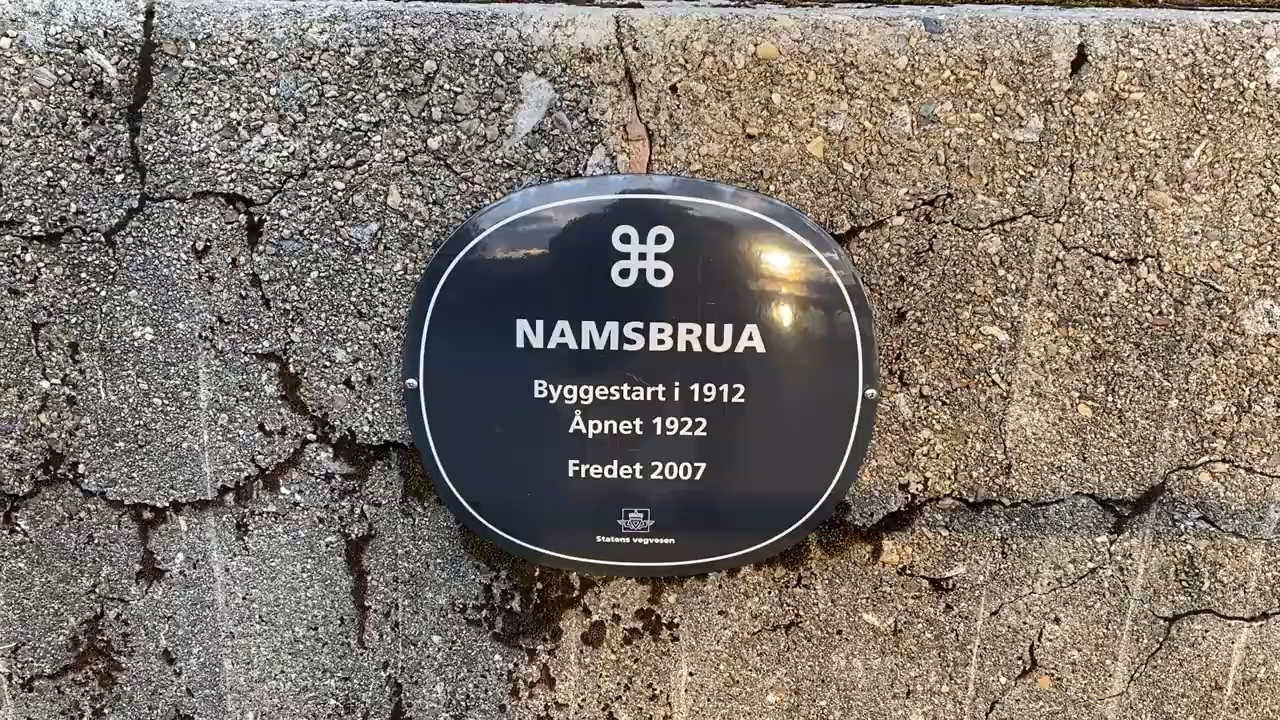 NAMSBRUA
Byggestart i 1912
Åpnet 1922
Fredet 2007
Statens vegvesen